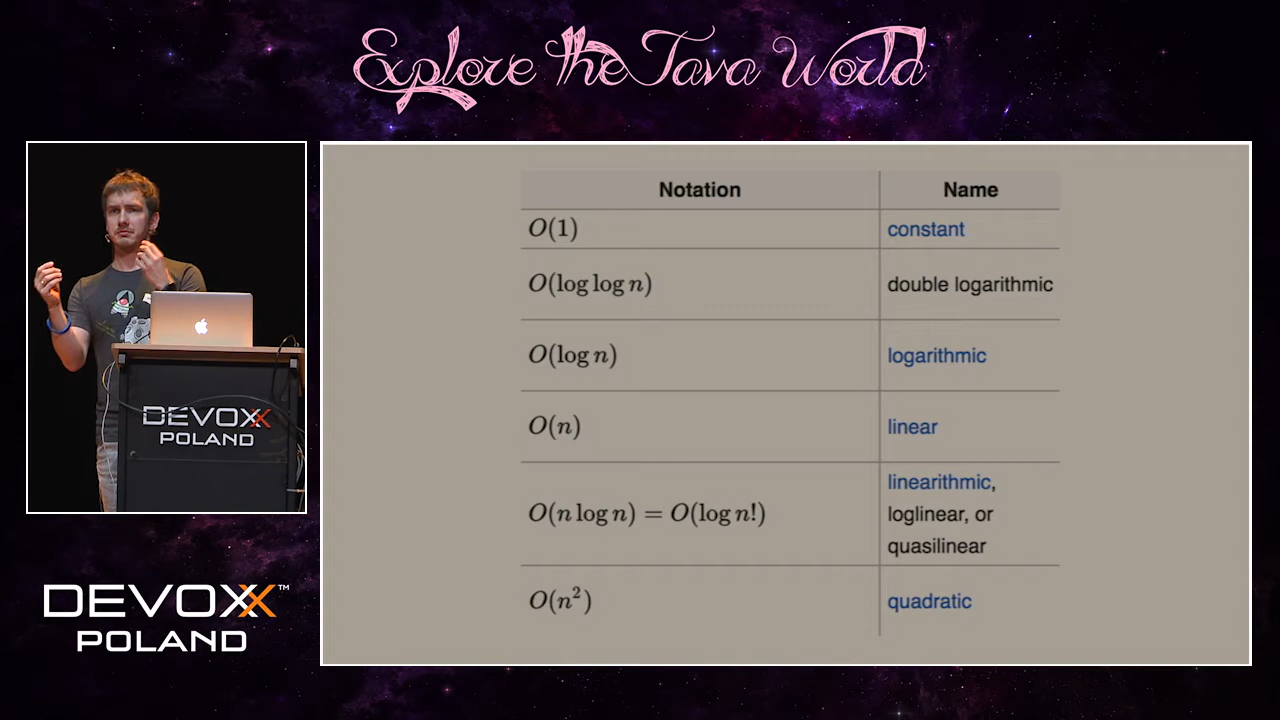 Explore the Java World
Notation Name
O(1) constant
O(log log n) double logarithmic
O(log n) logarithmic
O(n) linear
O(n log n) = O(log n!) linearithmic,
loglinear, or
quasilinear
O(n²) quadratic
DEVOXX
POLAND
DEVOXX™
POLAND